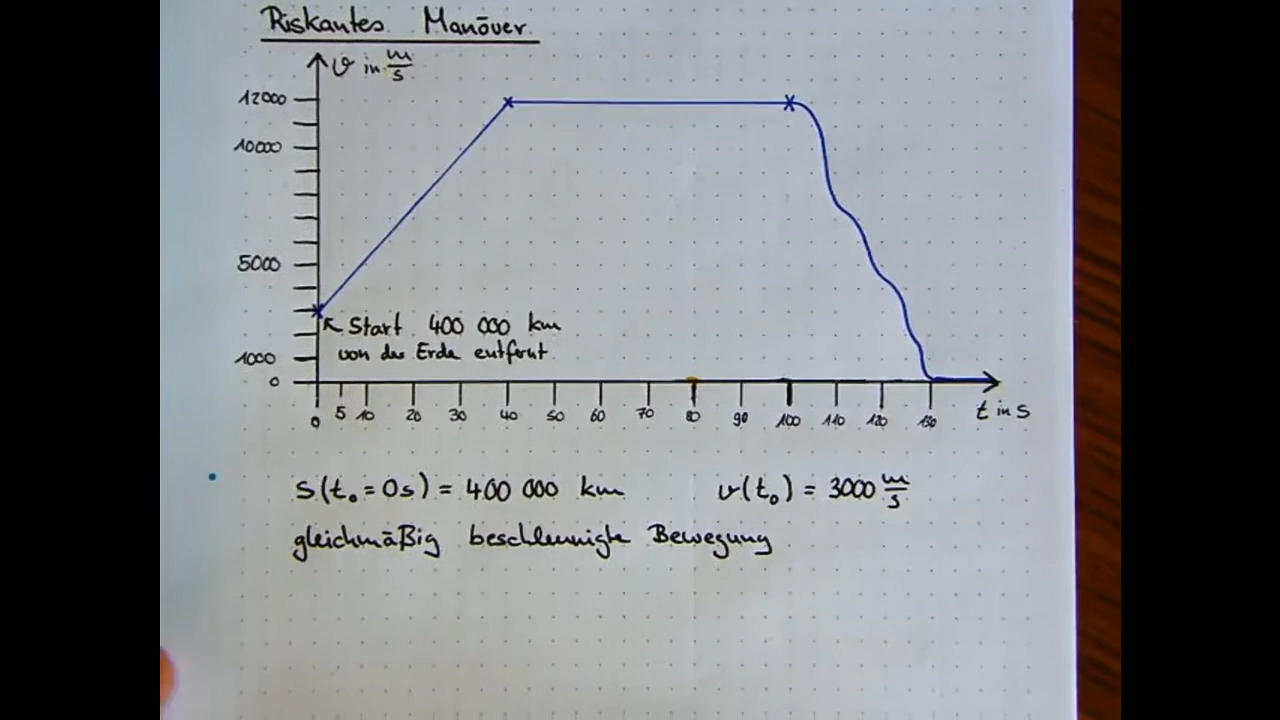 Riskantes Manöver
v in m/s
12000
10000
5000
Start 400 000 km
von der Erde entfernt
1000
0
0 5 10 20 30 40 50 60 70 80 90 100 110 120 130
t in s
s(t₀=0s) = 400 000 km v(t₀) = 3000 m/s
gleichmäßig beschleunigte Bewegung